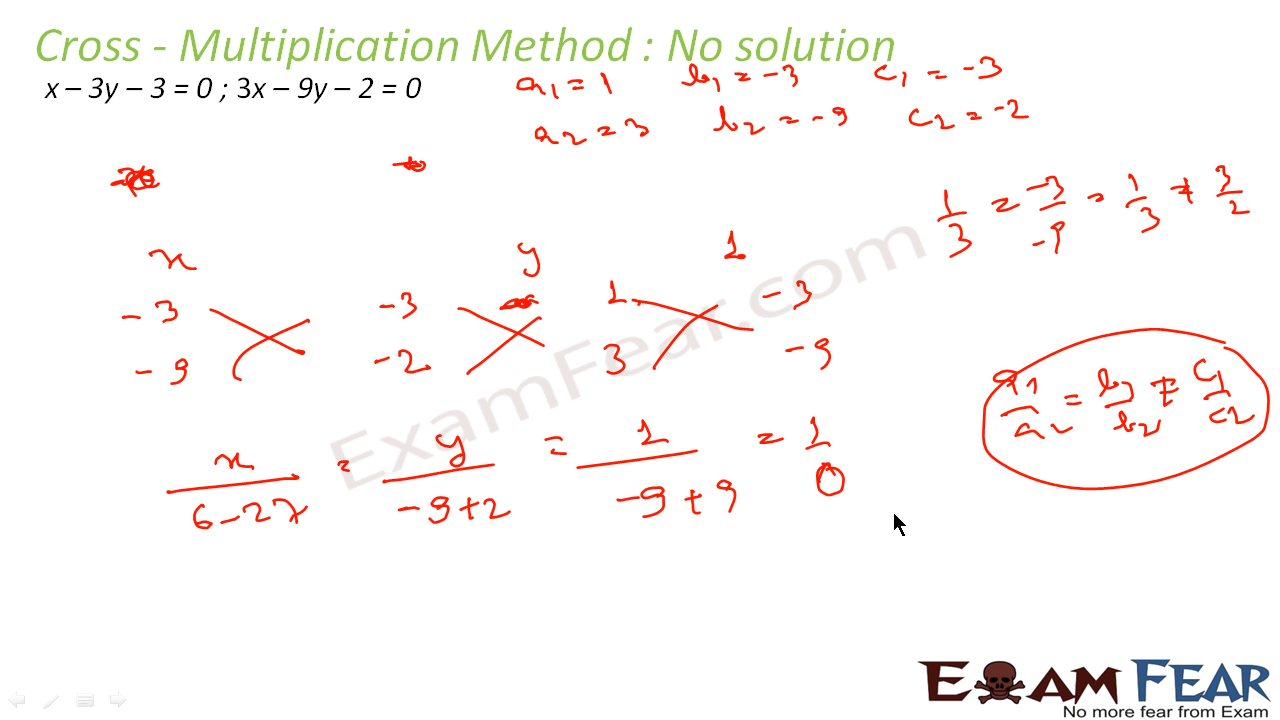 Cross - Multiplication Method : No solution
x – 3y – 3 = 0 ; 3x – 9y – 2 = 0
a1 = 1 b1 = -3 c1 = -3
a2 = 3 b2 = -9 c2 = -2
1/3 = -3/-9 = 1/3 ≠ 3/2
x y 1
-3 -3 1 -3
-9 -2 3 -9
a1/a2 = b1/b2 ≠ c1/c2
x/6-27 = y/-9+2 = 1/-9+9 = 1/0
ExamFear.com
EXAM FEAR
No more fear from Exam